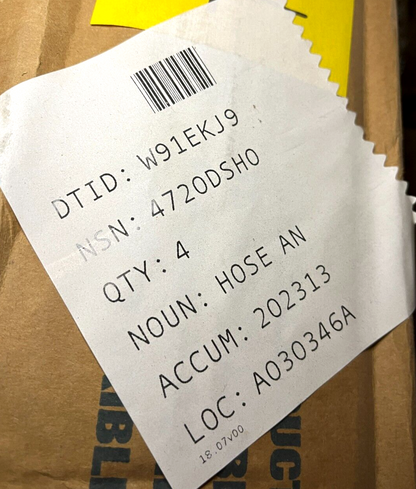 DTID: W91EKJ9
NSN: 4720DSH0
QTY: 4
NOUN: HOSE AN
ACCUM: 202313
LOC: A030346A
18.07v00